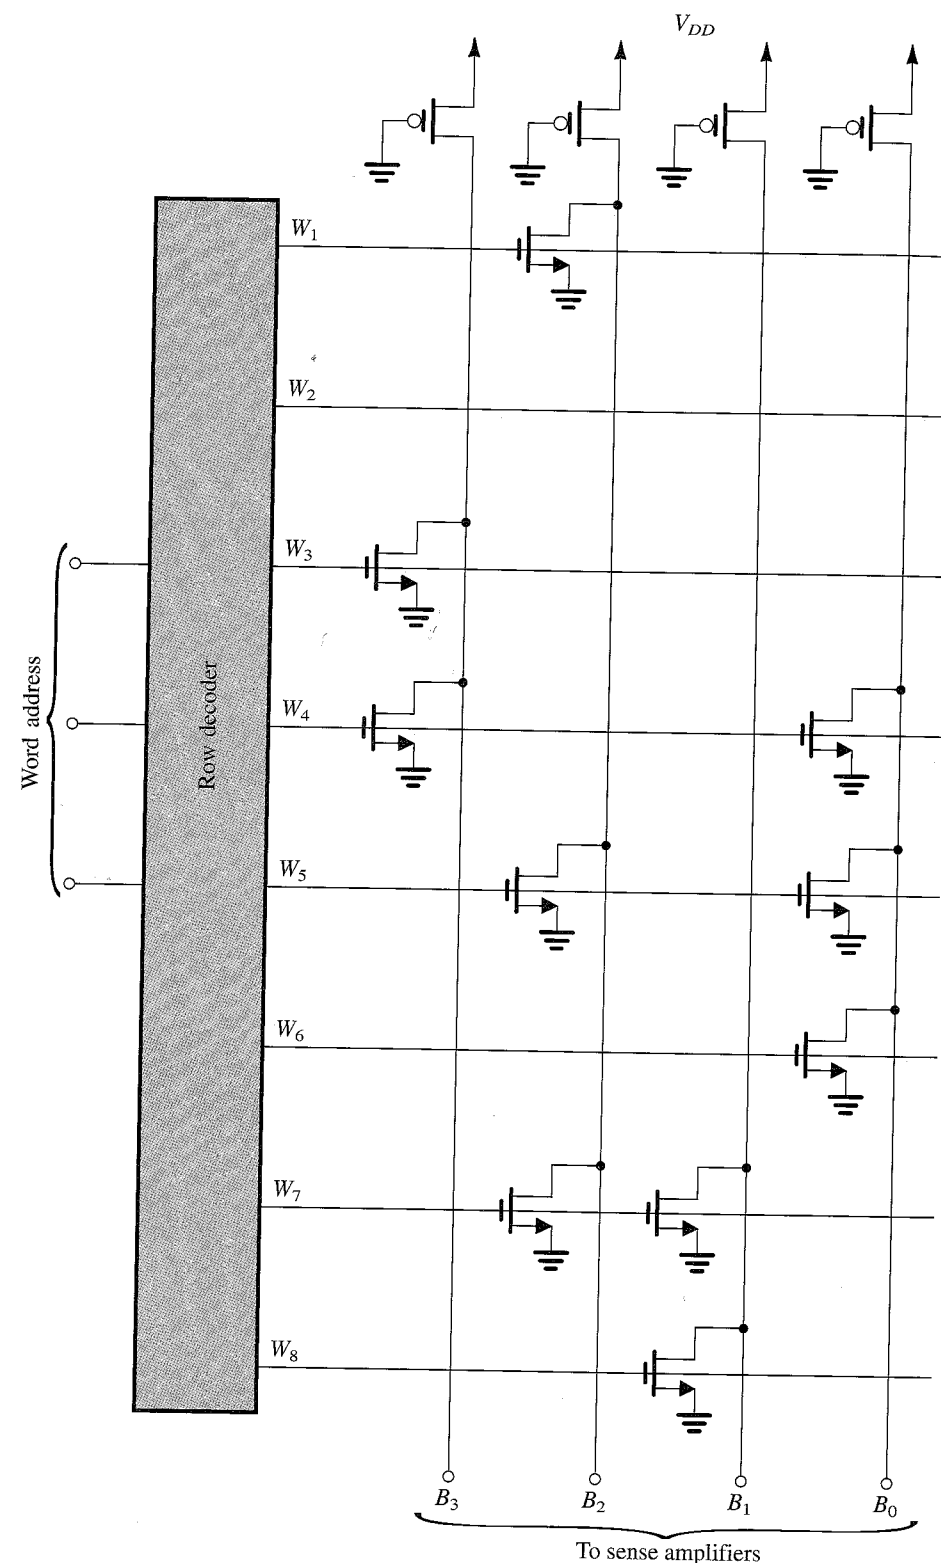 V_DD
W_1
W_2
W_3
W_4
W_5
W_6
W_7
W_8
Word address
Row decoder
B_3
B_2
B_1
B_0
To sense amplifiers